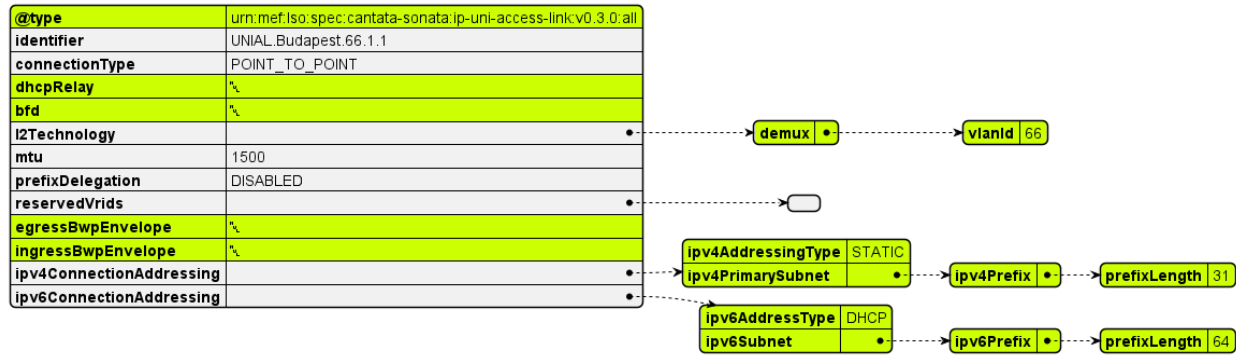 @type urn:mef:lso:spec:cantata-sonata:ip-uni-access-link:v0.3.0:all
identifier UNIAL.Budapest.66.1.1
connectionType POINT_TO_POINT
dhcpRelay
bfd
l2Technology demux vlanId 66
mtu 1500
prefixDelegation DISABLED
reservedVrids
egressBwpEnvelope
ingressBwpEnvelope
ipv4ConnectionAddressing
ipv6ConnectionAddressing
ipv4AddressingType STATIC
ipv4PrimarySubnet ipv4Prefix prefixLength 31
ipv6AddressType DHCP
ipv6Subnet ipv6Prefix prefixLength 64